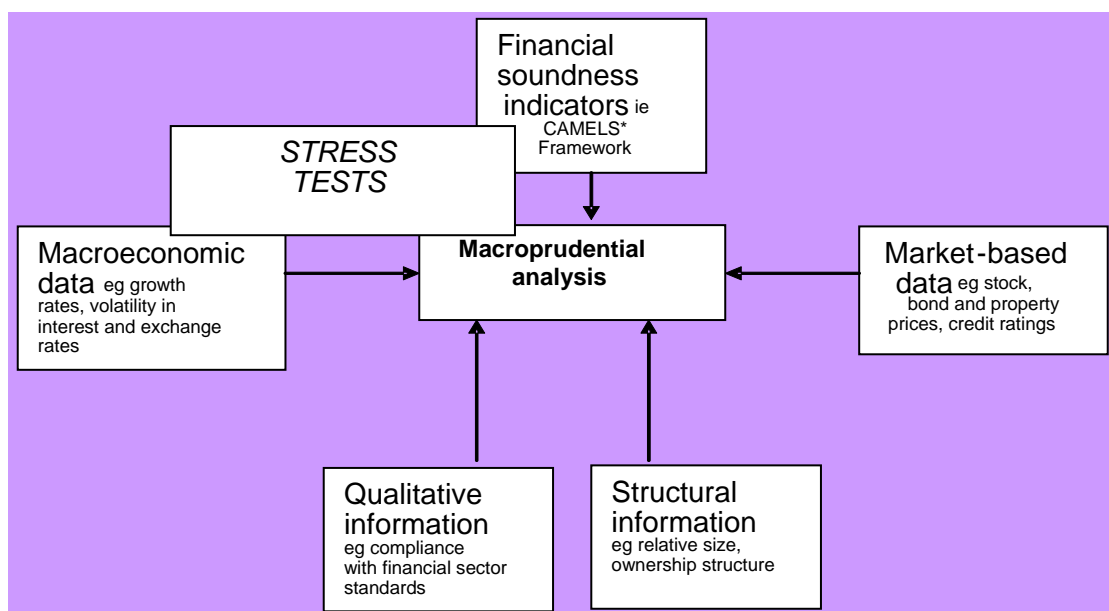 Financial
soundness
indicators ie
CAMELS*
Framework
STRESS
TESTS
Macroeconomic
data eg growth
rates, volatility in
interest and exchange
rates
Macroprudential
analysis
Market-based
data eg stock,
bond and property
prices, credit ratings
Qualitative
information
eg compliance
with financial sector
standards
Structural
information
eg relative size,
ownership structure